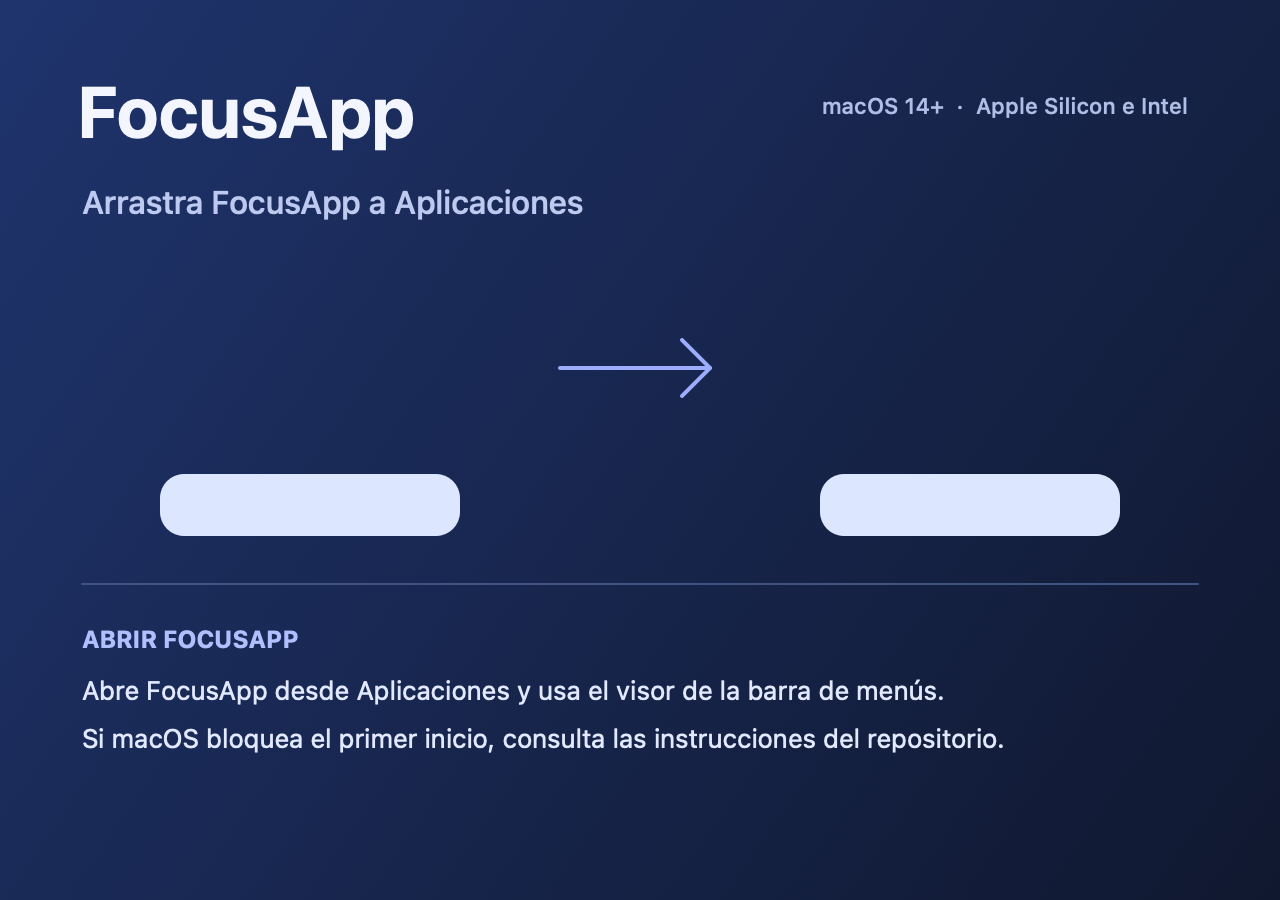 FocusApp
macOS 14+ · Apple Silicon e Intel
Arrastra FocusApp a Aplicaciones
ABRIR FOCUSAPP
Abre FocusApp desde Aplicaciones y usa el visor de la barra de menús.
Si macOS bloquea el primer inicio, consulta las instrucciones del repositorio.